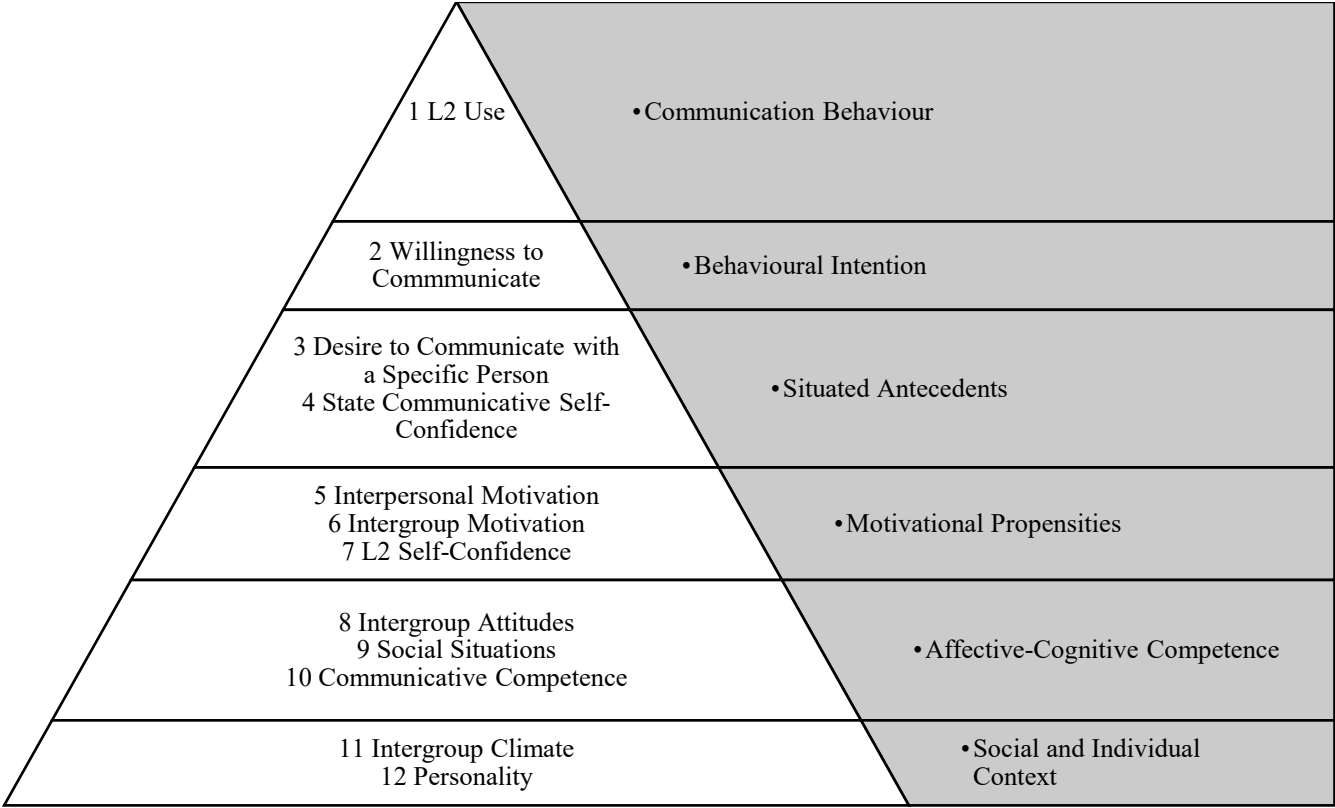 1 L2 Use
•Communication Behaviour
2 Willingness to
Commmunicate
•Behavioural Intention
3 Desire to Communicate with
a Specific Person
4 State Communicative Self-
Confidence
•Situated Antecedents
5 Interpersonal Motivation
6 Intergroup Motivation
7 L2 Self-Confidence
•Motivational Propensities
8 Intergroup Attitudes
9 Social Situations
10 Communicative Competence
•Affective-Cognitive Competence
11 Intergroup Climate
12 Personality
•Social and Individual
Context